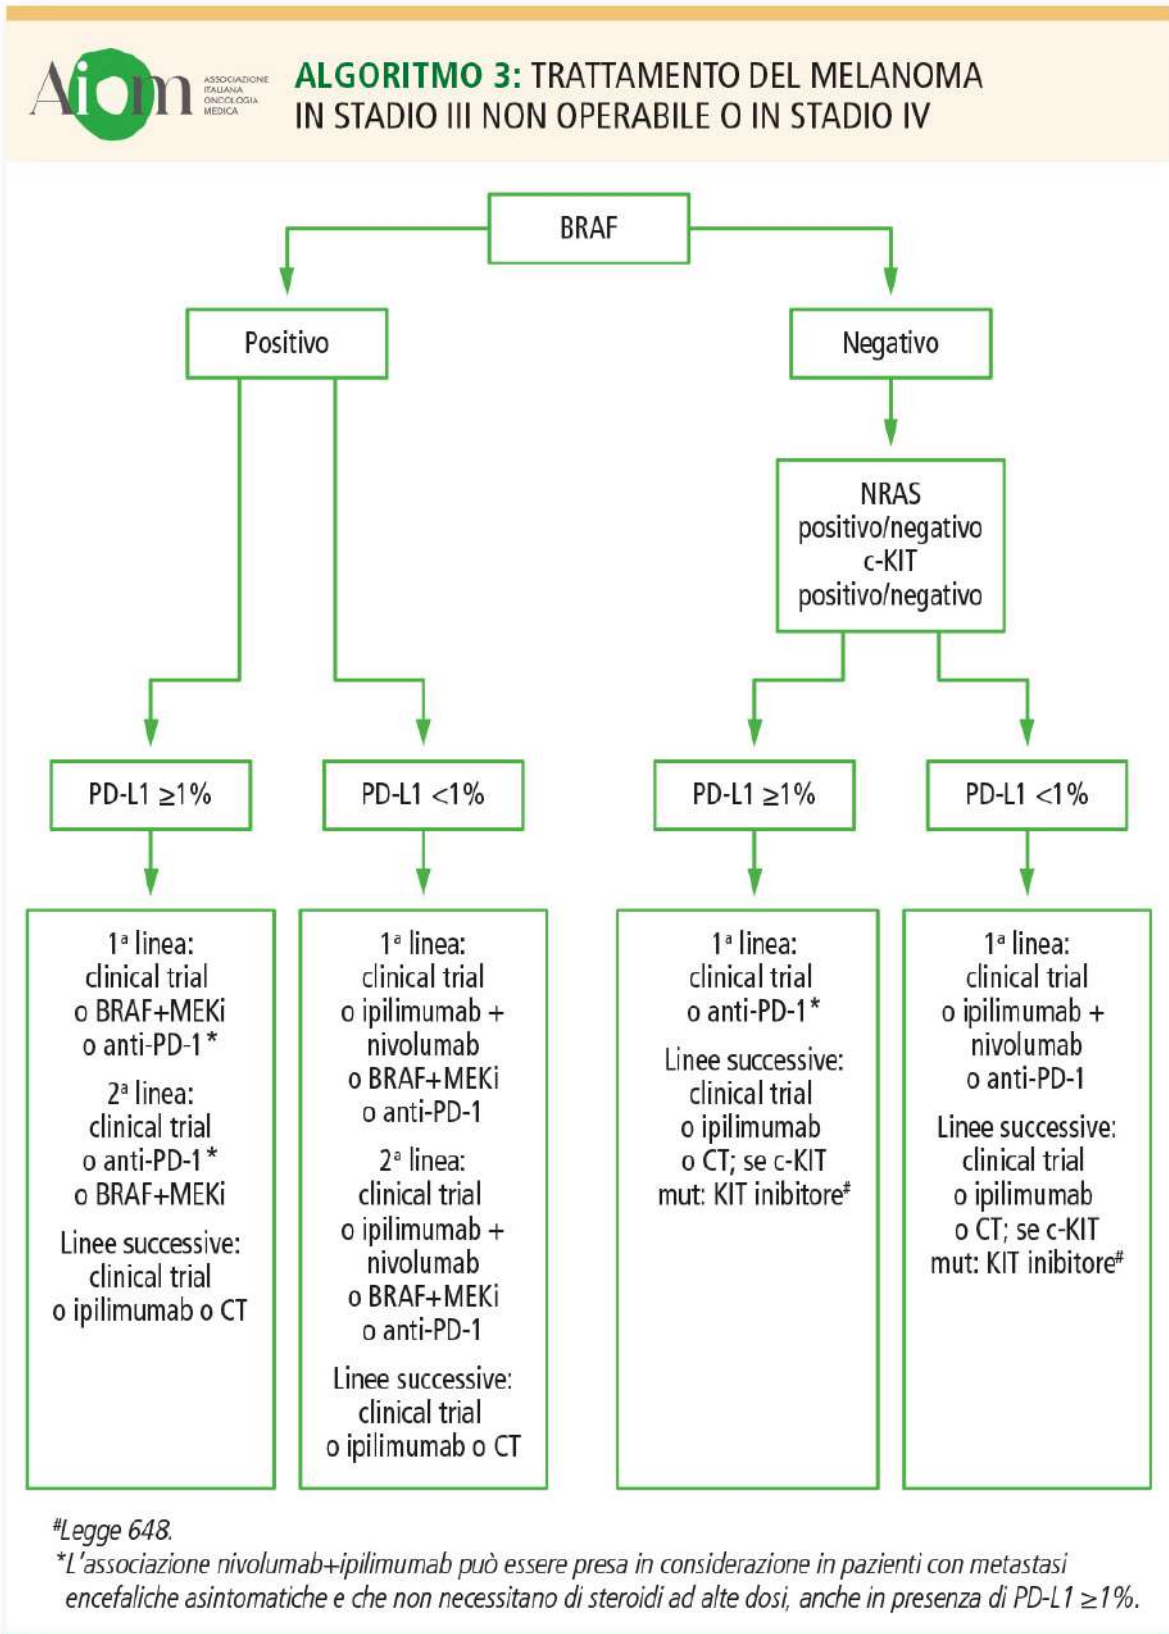 Aiom
ASSOCIAZIONE
ITALIANA
ONCOLOGIA
MEDICA
ALGORITMO 3: TRATTAMENTO DEL MELANOMA
IN STADIO III NON OPERABILE O IN STADIO IV
BRAF
Positivo
Negativo
NRAS
positivo/negativo
c-KIT
positivo/negativo
PD-L1 ≥1%
PD-L1 <1%
PD-L1 ≥1%
PD-L1 <1%
1ª linea:
clinical trial
o BRAF+MEKi
o anti-PD-1*
2ª linea:
clinical trial
o anti-PD-1*
o BRAF+MEKi
Linee successive:
clinical trial
o ipilimumab o CT
1ª linea:
clinical trial
o ipilimumab +
nivolumab
o BRAF+MEKi
o anti-PD-1
2ª linea:
clinical trial
o ipilimumab +
nivolumab
o BRAF+MEKi
o anti-PD-1
Linee successive:
clinical trial
o ipilimumab o CT
1ª linea:
clinical trial
o anti-PD-1*
Linee successive:
clinical trial
o ipilimumab
o CT; se c-KIT
mut: KIT inibitore#
1ª linea:
clinical trial
o ipilimumab +
nivolumab
o anti-PD-1
Linee successive:
clinical trial
o ipilimumab
o CT; se c-KIT
mut: KIT inibitore#
#Legge 648.
*L'associazione nivolumab+ipilimumab può essere presa in considerazione in pazienti con metastasi
encefaliche asintomatiche e che non necessitano di steroidi ad alte dosi, anche in presenza di PD-L1 ≥1%.